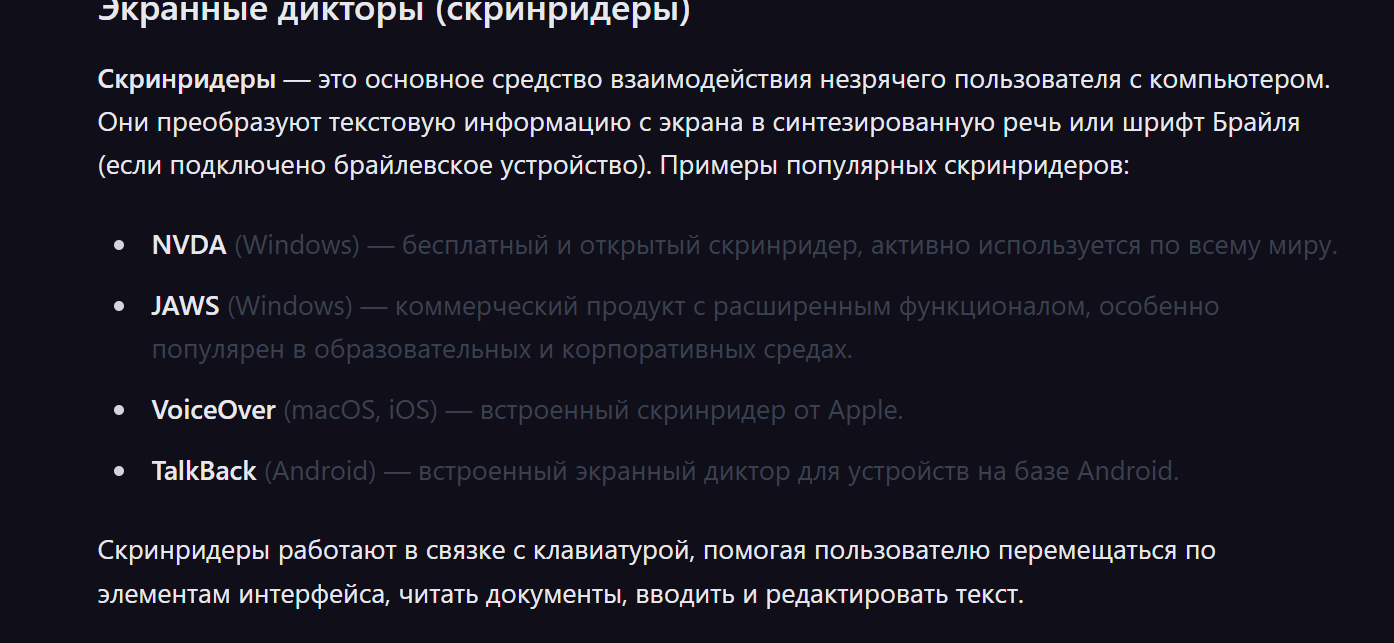 Экранные дикторы (скринридеры)
Скринридеры — это основное средство взаимодействия незрячего пользователя с компьютером.
Они преобразуют текстовую информацию с экрана в синтезированную речь или шрифт Брайля
(если подключено брайлевское устройство). Примеры популярных скринридеров:
• NVDA (Windows) — бесплатный и открытый скринридер, активно используется по всему миру.
• JAWS (Windows) — коммерческий продукт с расширенным функционалом, особенно
популярен в образовательных и корпоративных средах.
• VoiceOver (macOS, iOS) — встроенный скринридер от Apple.
• TalkBack (Android) — встроенный экранный диктор для устройств на базе Android.
Скринридеры работают в связке с клавиатурой, помогая пользователю перемещаться по
элементам интерфейса, читать документы, вводить и редактировать текст.